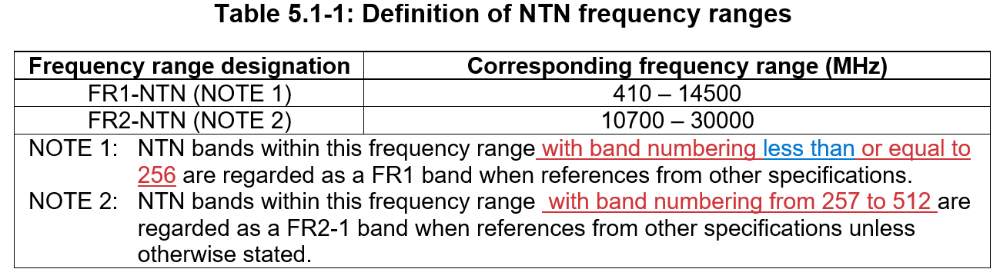 Table 5.1-1: Definition of NTN frequency ranges
Frequency range designation Corresponding frequency range (MHz)
FR1-NTN (NOTE 1) 410 – 14500
FR2-NTN (NOTE 2) 10700 – 30000
NOTE 1: NTN bands within this frequency range with band numbering less than or equal to
256 are regarded as a FR1 band when references from other specifications.
NOTE 2: NTN bands within this frequency range with band numbering from 257 to 512 are
regarded as a FR2-1 band when references from other specifications unless
otherwise stated.